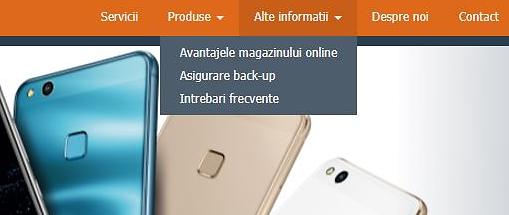 Servicii Produse Alte informatii Despre noi Contact
Avantajele magazinului online
Asigurare back-up
Intrebari frecvente